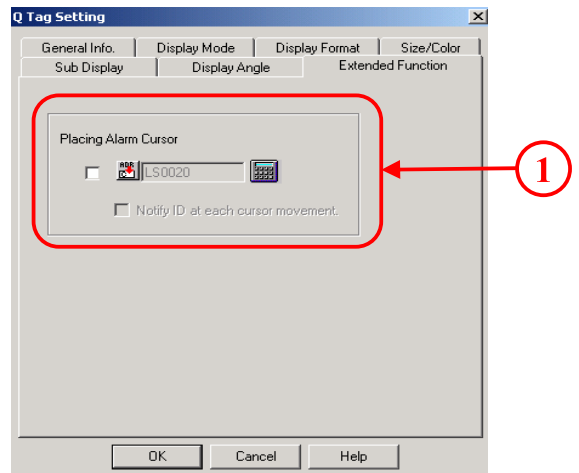 Q Tag Setting
General Info. Display Mode Display Format Size/Color
Sub Display Display Angle Extended Function
Placing Alarm Cursor
ADR LS0020
Notify ID at each cursor movement.
1
OK Cancel Help